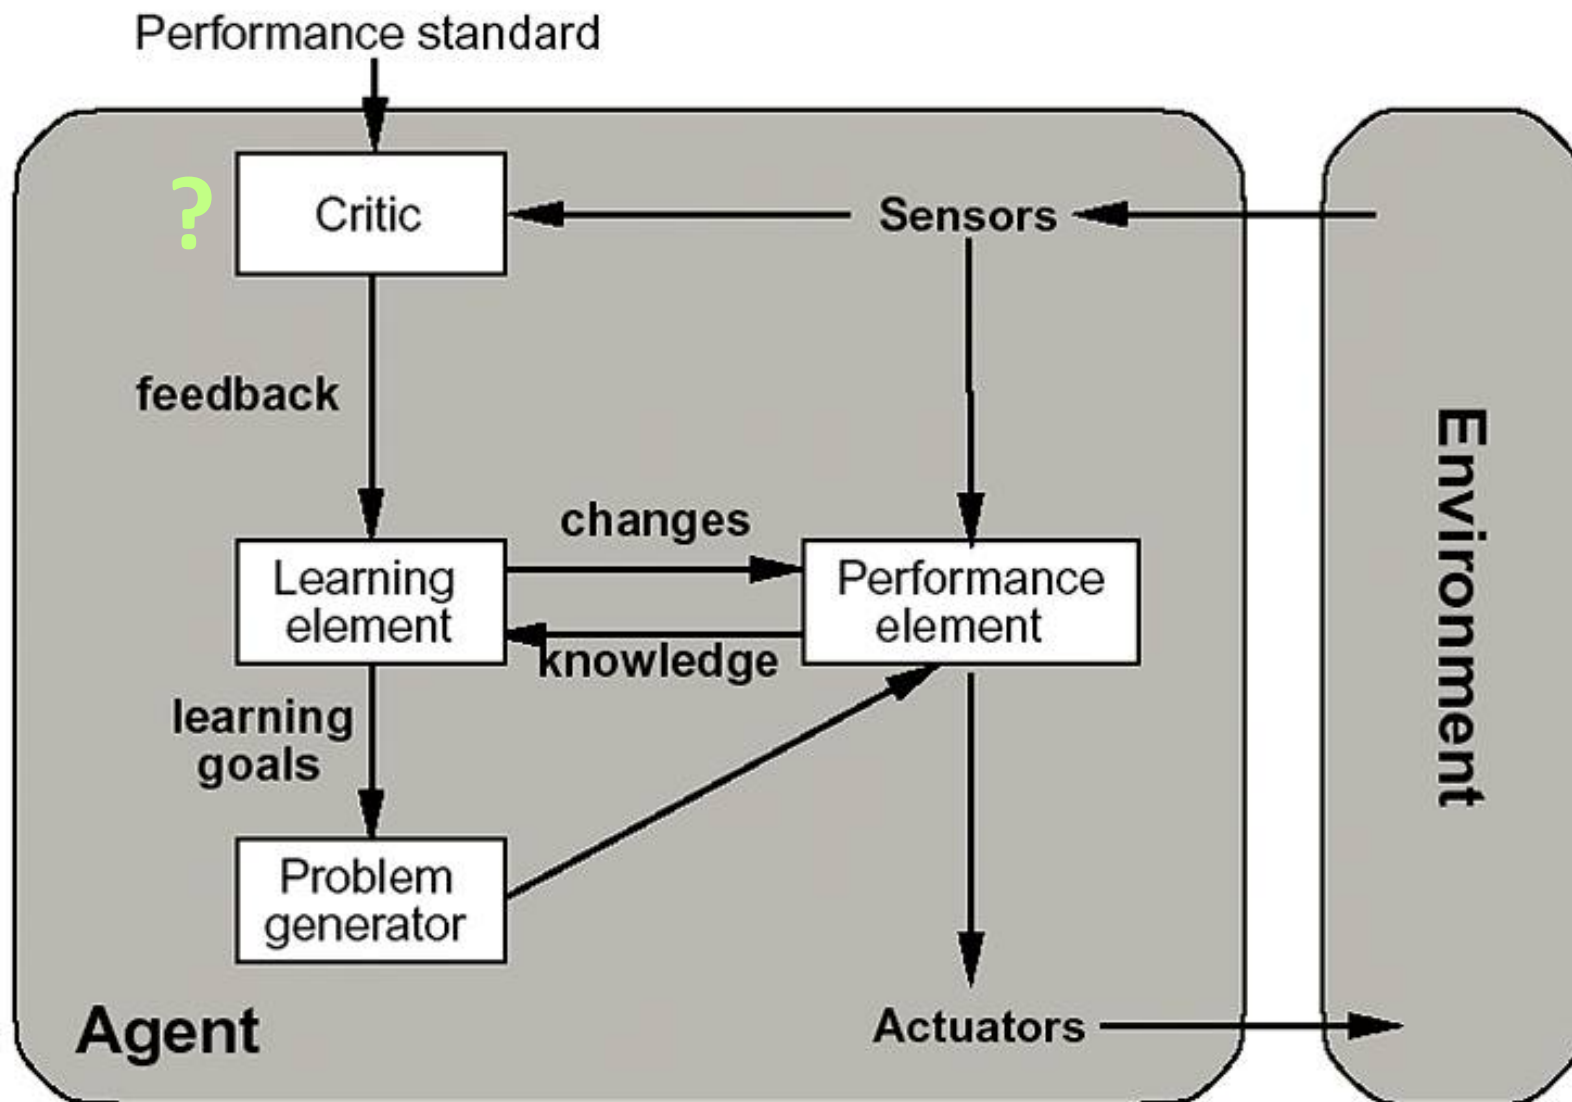 Performance standard
?
Critic
Sensors
feedback
changes
Learning
element
Performance
element
knowledge
learning
goals
Problem
generator
Agent
Actuators
Environment